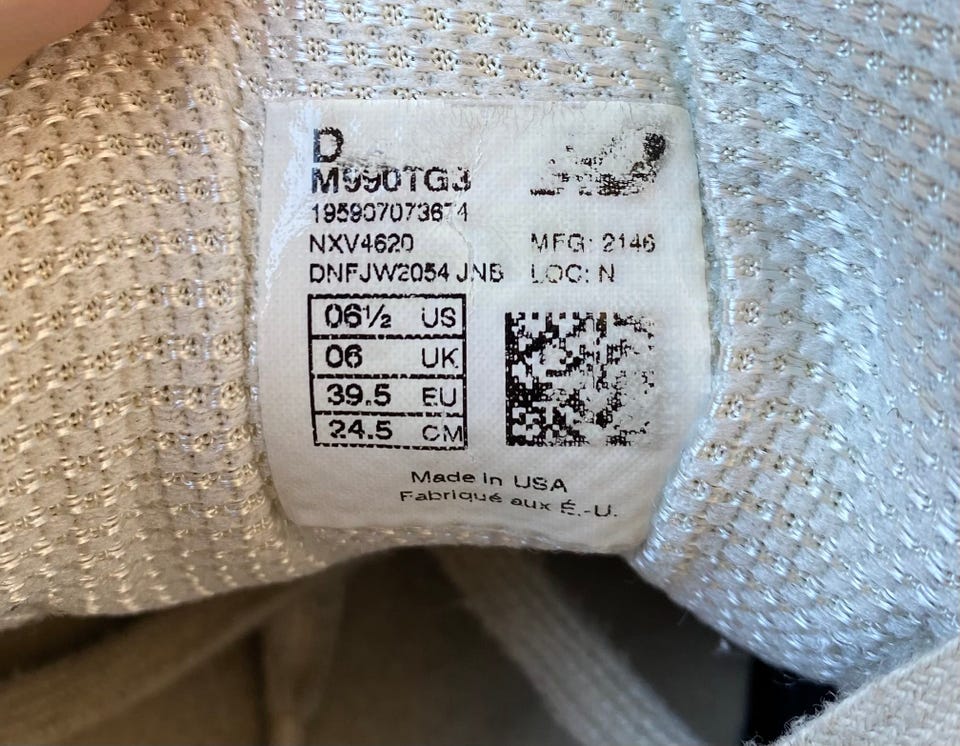 D
M990TG3
195907073674
NXV4620 MFG: 2146
DNFJW2054 JNB LOC: N
06½ US
06 UK
39.5 EU
24.5 CM
Made in USA
Fabriqué aux É.-U.